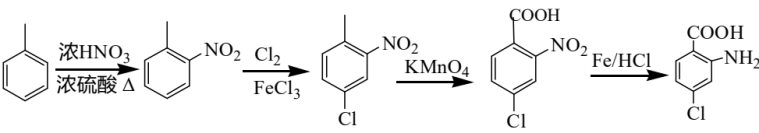 浓HNO₃
浓硫酸 Δ
NO₂
Cl₂
FeCl₃
NO₂
Cl
KMnO₄
COOH
NO₂
Cl
Fe/HCl
COOH
NH₂
Cl